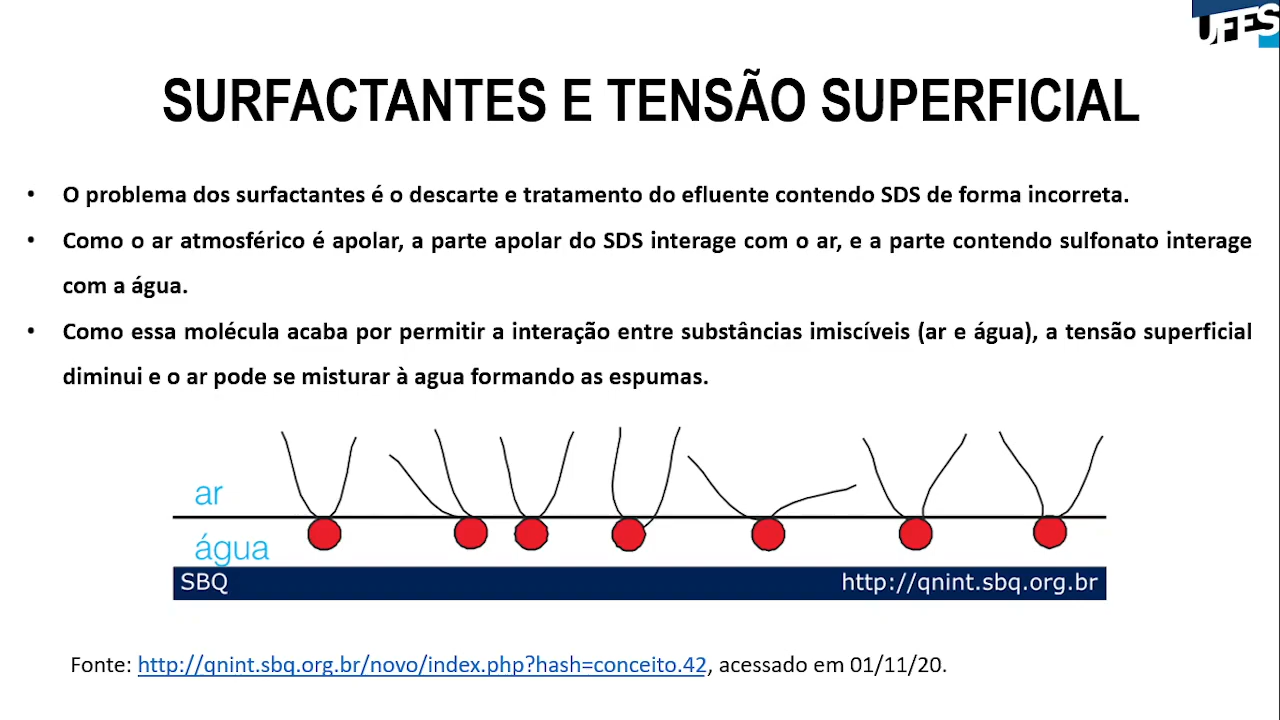 UFES
SURFACTANTES E TENSÃO SUPERFICIAL
• O problema dos surfactantes é o descarte e tratamento do efluente contendo SDS de forma incorreta.
• Como o ar atmosférico é apolar, a parte apolar do SDS interage com o ar, e a parte contendo sulfonato interage
com a água.
• Como essa molécula acaba por permitir a interação entre substâncias imiscíveis (ar e água), a tensão superficial
diminui e o ar pode se misturar à agua formando as espumas.
ar
água
SBQ http://qnint.sbq.org.br
Fonte: http://qnint.sbq.org.br/novo/index.php?hash=conceito.42, acessado em 01/11/20.